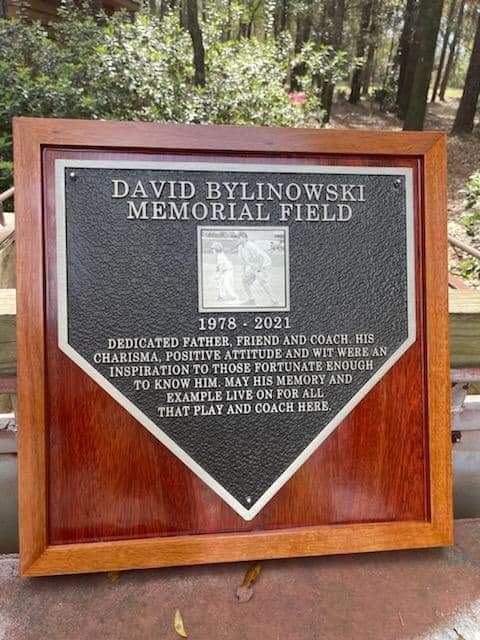 DAVID BYLINOWSKI
MEMORIAL FIELD
1978 - 2021
DEDICATED FATHER, FRIEND AND COACH. HIS
CHARISMA, POSITIVE ATTITUDE AND WIT WERE AN
INSPIRATION TO THOSE FORTUNATE ENOUGH
TO KNOW HIM. MAY HIS MEMORY AND
EXAMPLE LIVE ON FOR ALL
THAT PLAY AND COACH HERE.